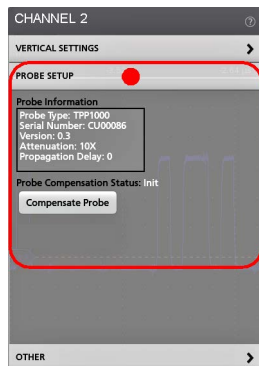 CHANNEL 2
VERTICAL SETTINGS
PROBE SETUP
Probe Information
Probe Type: TPP1000
Serial Number: CU00086
Version: 0.3
Attenuation: 10X
Propagation Delay: 0
Probe Compensation Status: Init
Compensate Probe
OTHER